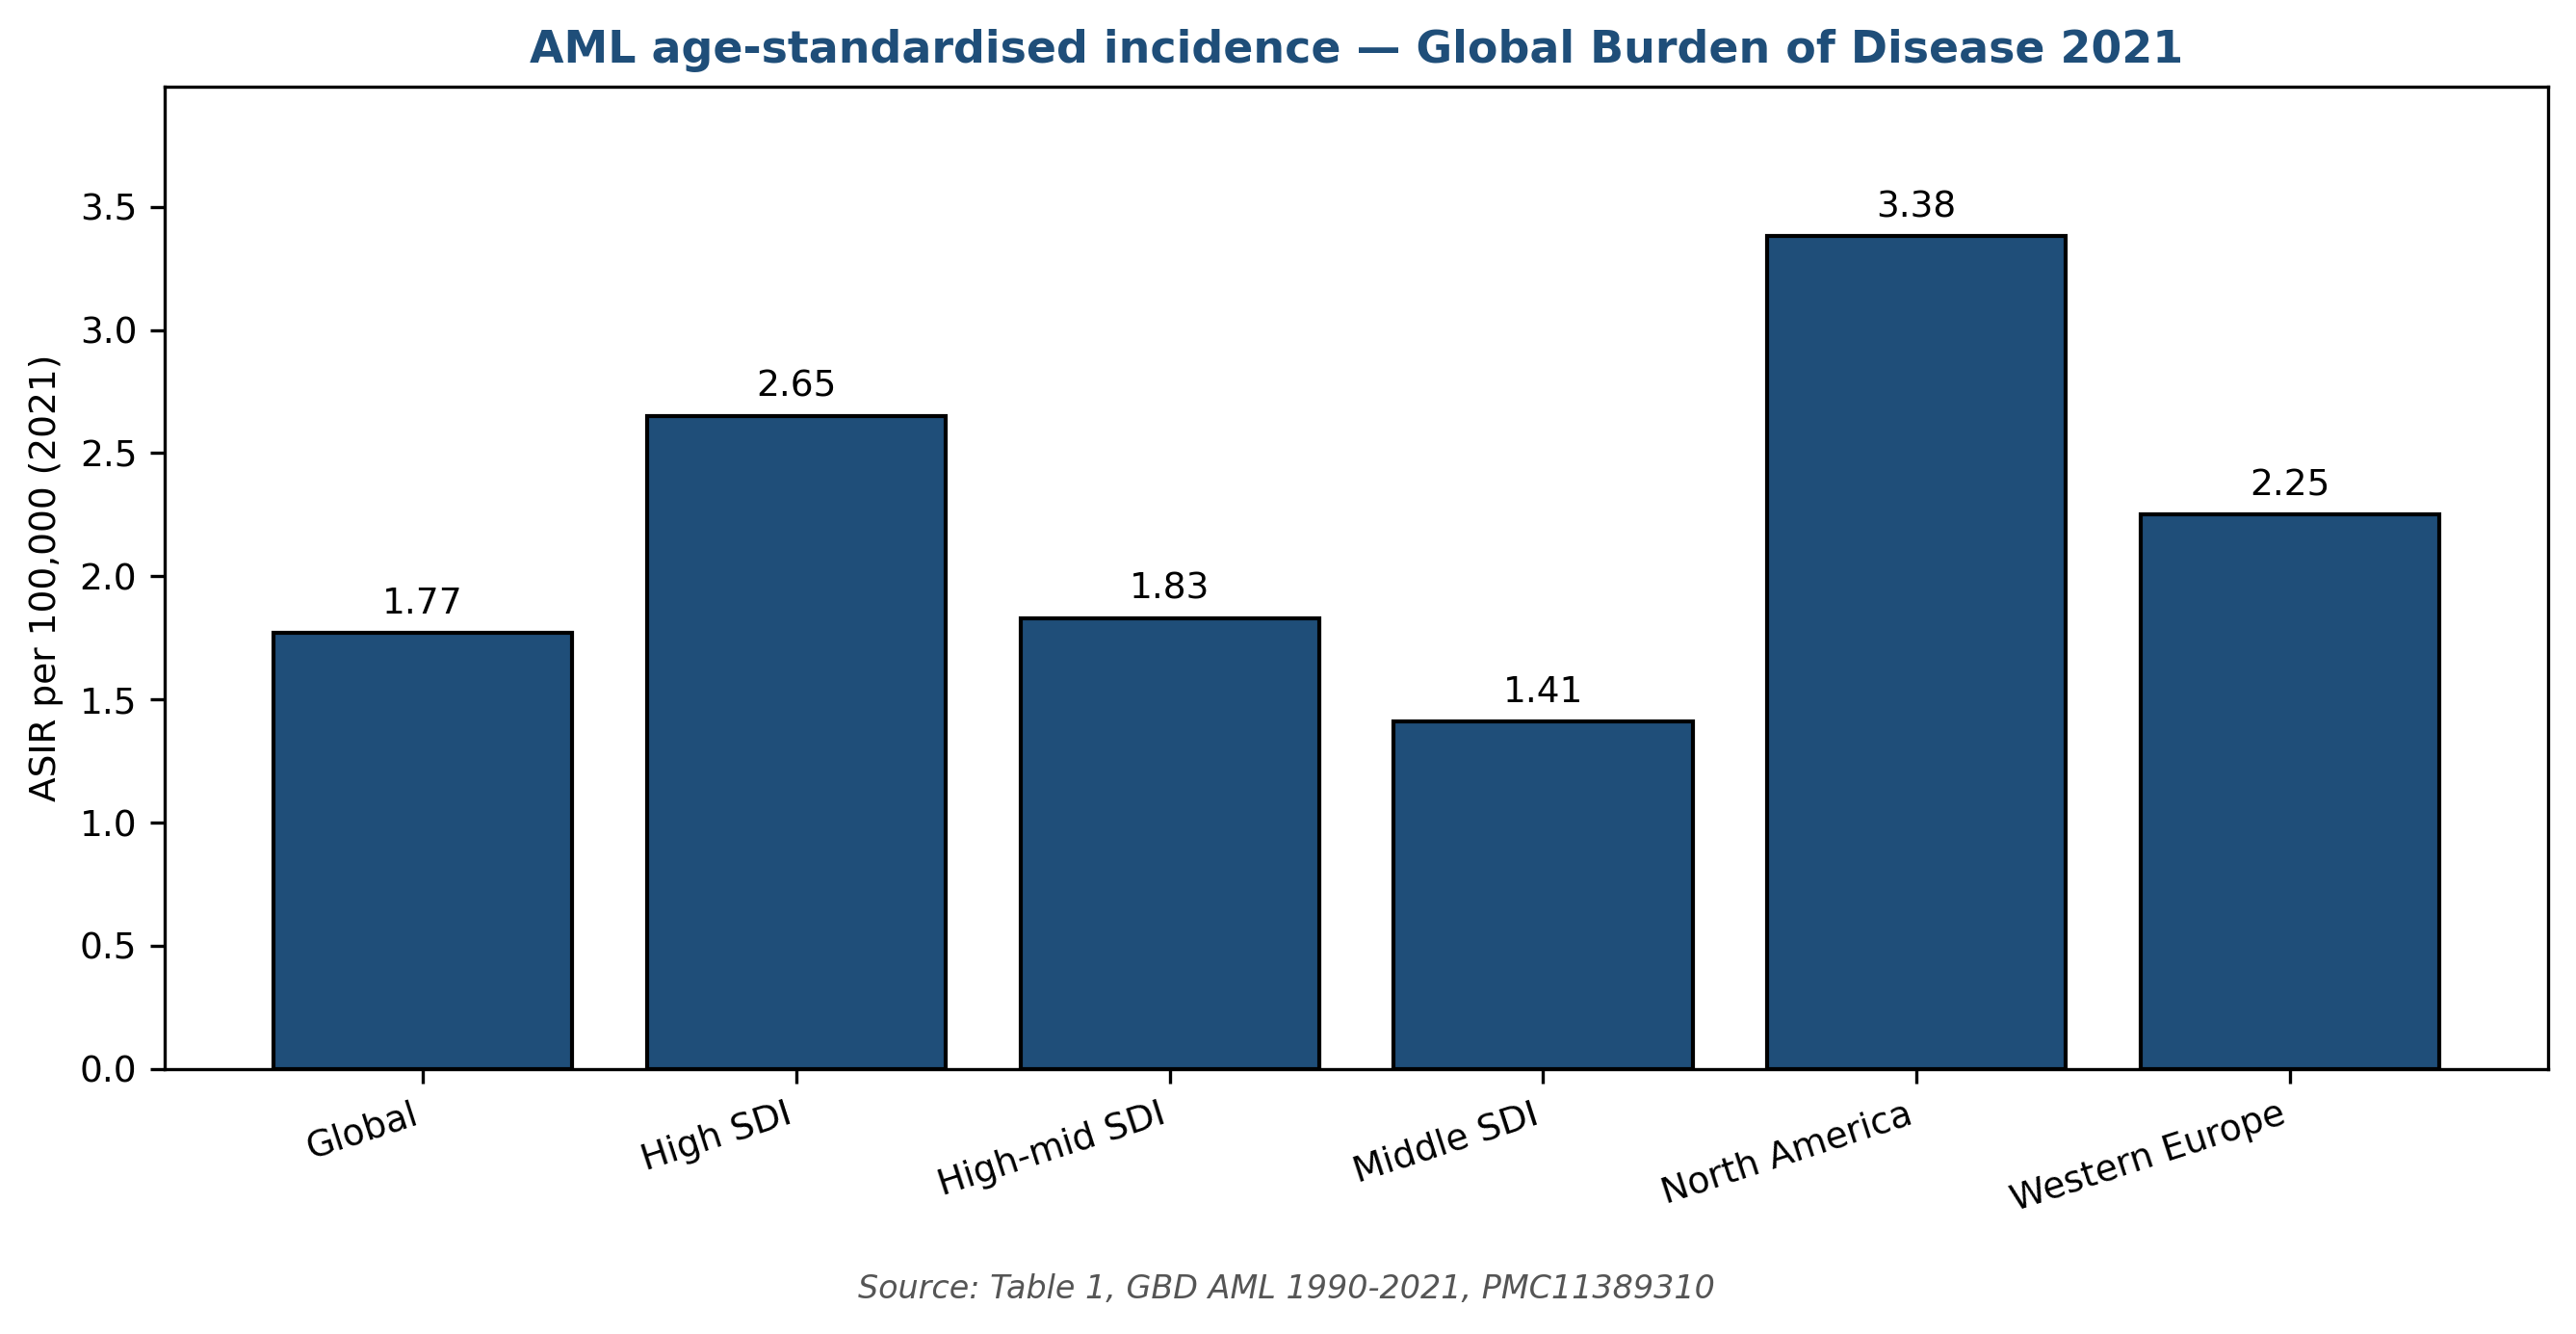 AML age-standardised incidence — Global Burden of Disease 2021
ASIR per 100,000 (2021)
3.5
3.0
2.5
2.0
1.5
1.0
0.5
0.0
1.77
2.65
1.83
1.41
3.38
2.25
Global
High SDI
High-mid SDI
Middle SDI
North America
Western Europe
Source: Table 1, GBD AML 1990-2021, PMC11389310